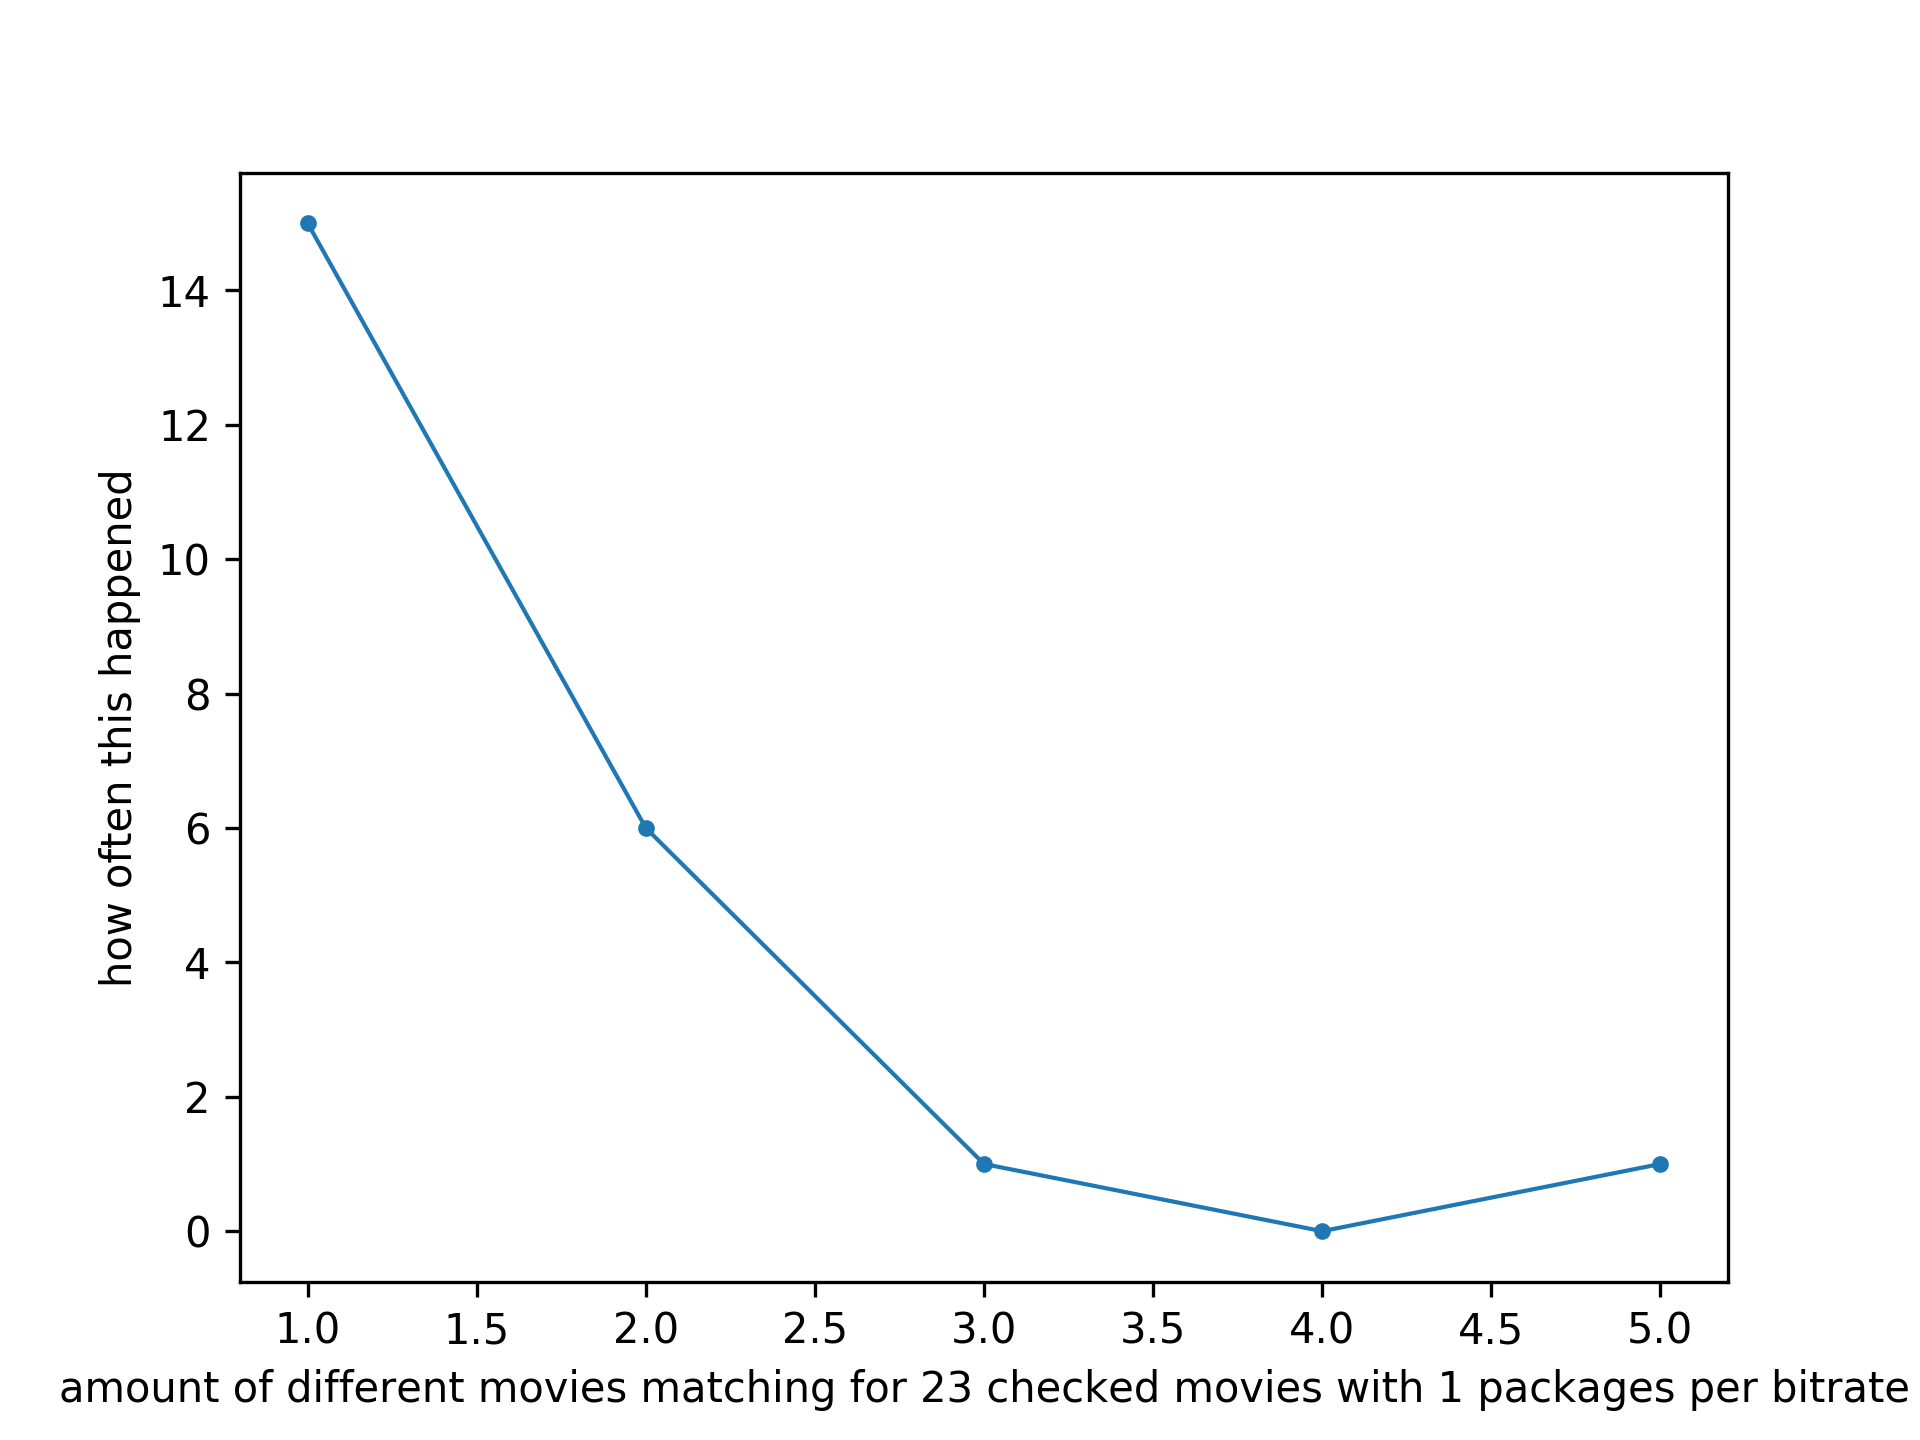 how often this happened
14
12
10
8
6
4
2
0
1.0 1.5 2.0 2.5 3.0 3.5 4.0 4.5 5.0
amount of different movies matching for 23 checked movies with 1 packages per bitrate